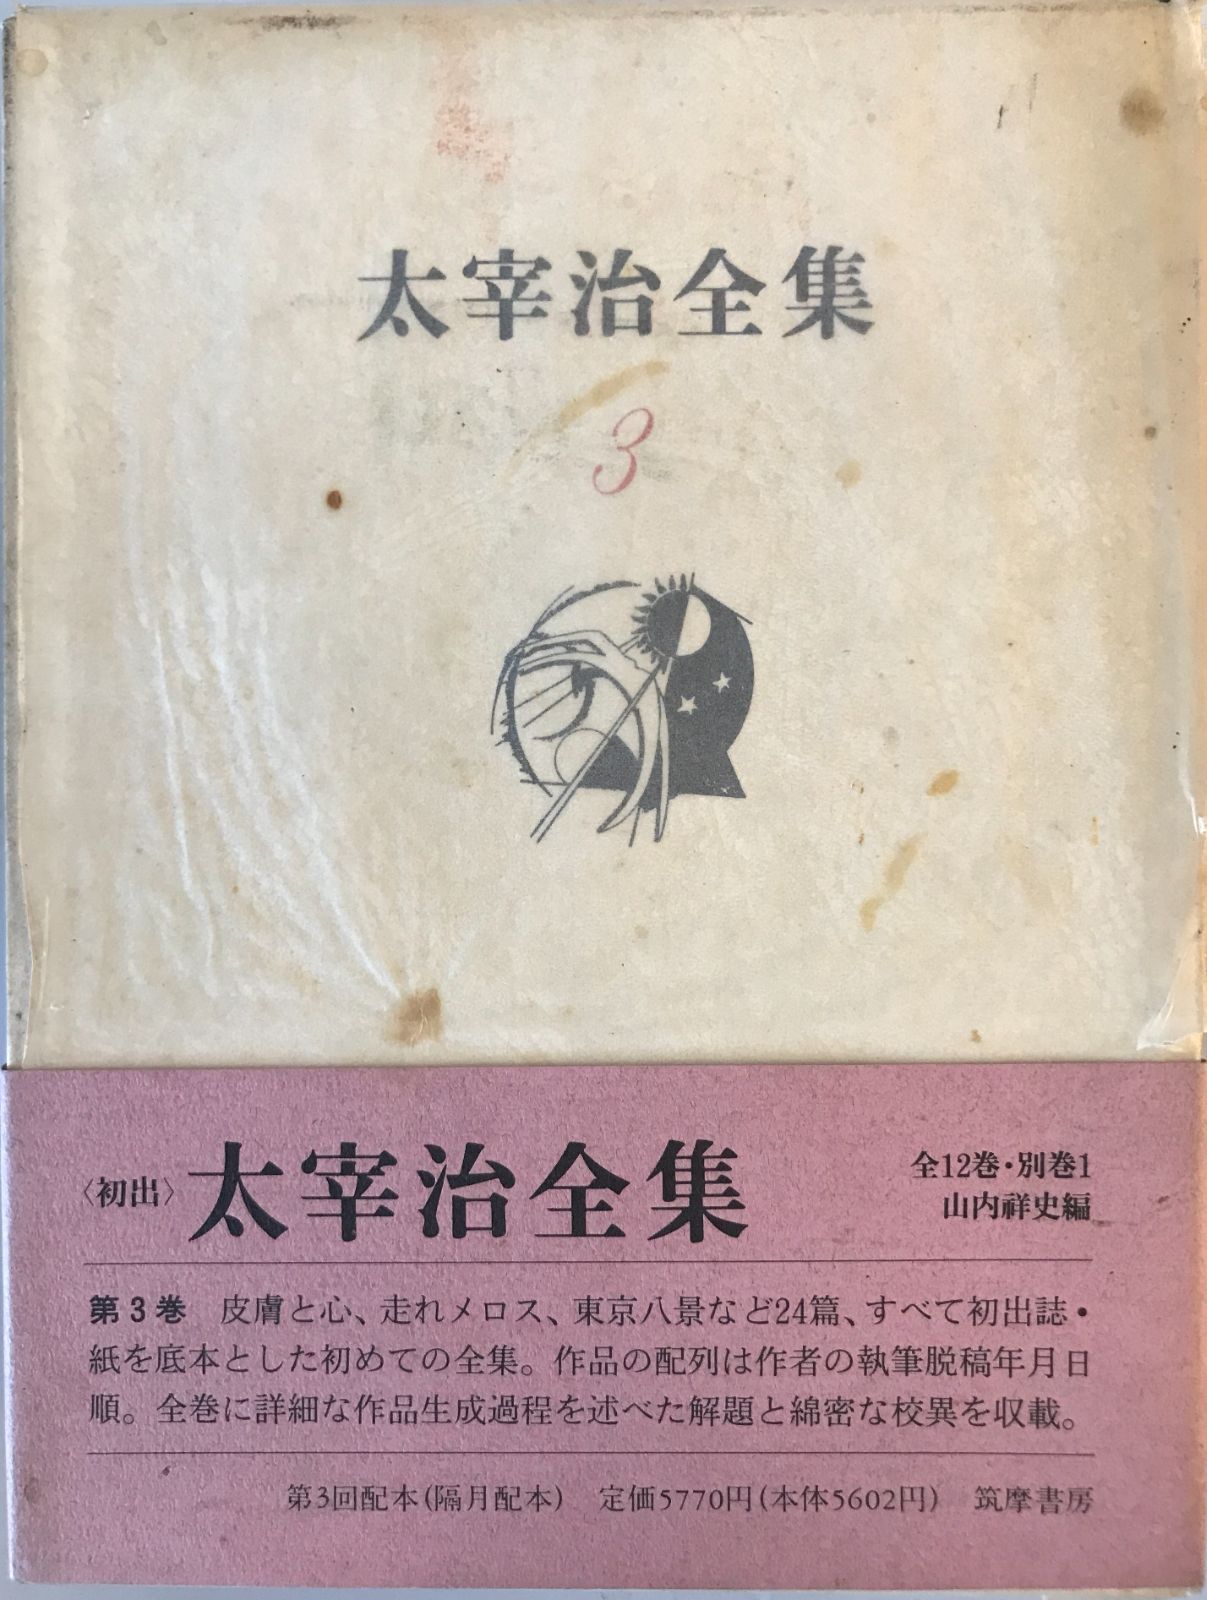 太宰治全集
3
〈初出〉太宰治全集
全12巻・別巻1
山内祥史編
第3巻　皮膚と心、走れメロス、東京八景など24篇、すべて初出誌・
紙を底本とした初めての全集。作品の配列は作者の執筆脱稿年月日
順。全巻に詳細な作品生成過程を述べた解題と綿密な校異を収載。
第3回配本(隔月配本)　定価5770円(本体5602円)　筑摩書房